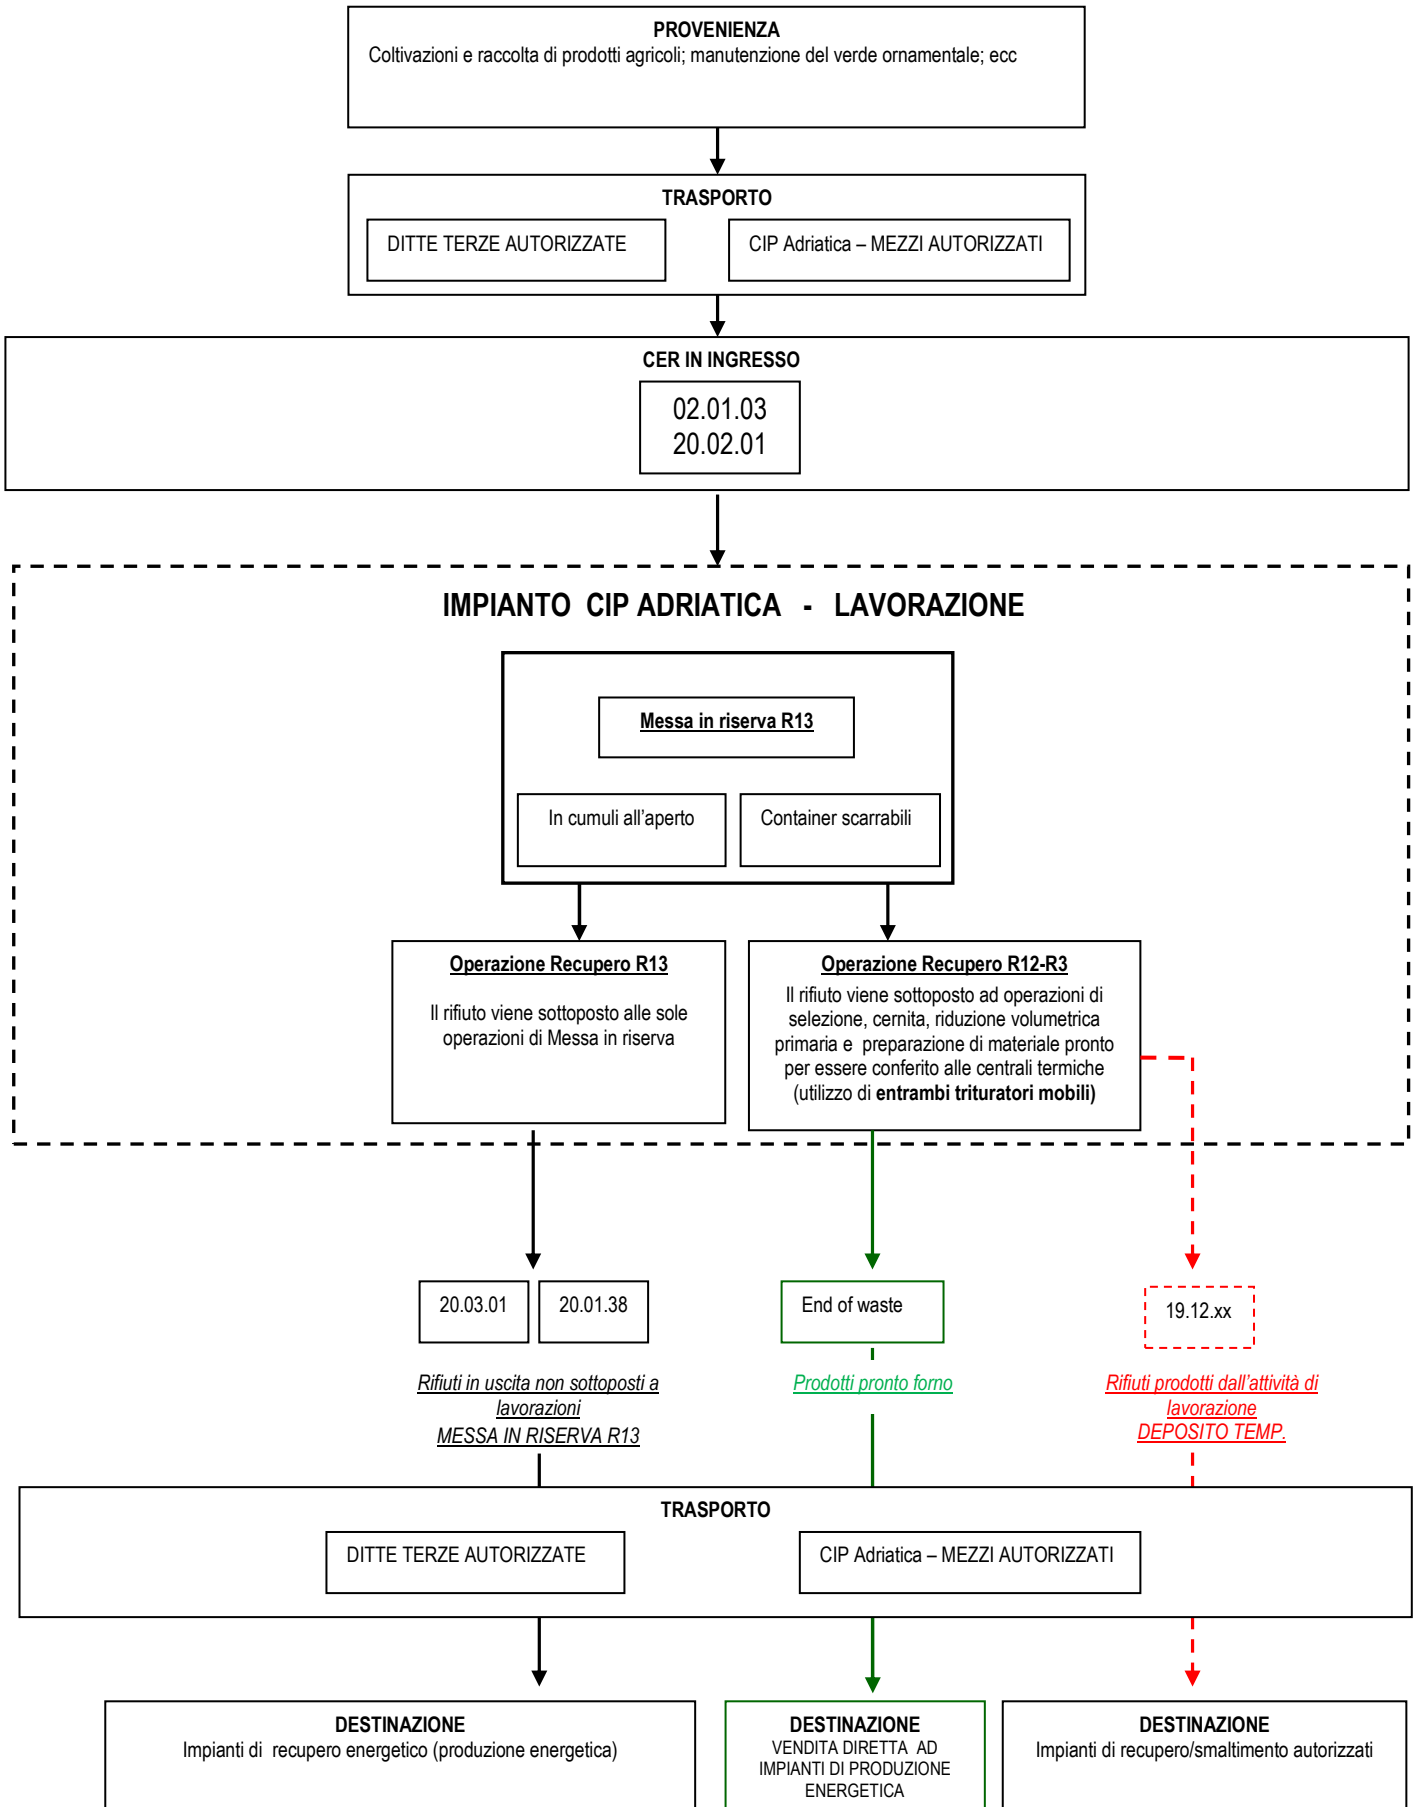 PROVENIENZA
Coltivazioni e raccolta di prodotti agricoli; manutenzione del verde ornamentale; ecc
TRASPORTO
DITTE TERZE AUTORIZZATE
CIP Adriatica – MEZZI AUTORIZZATI
CER IN INGRESSO
02.01.03
20.02.01
IMPIANTO CIP ADRIATICA - LAVORAZIONE
Messa in riserva R13
In cumuli all'aperto
Container scarrabili
Operazione Recupero R13
Il rifiuto viene sottoposto alle sole
operazioni di Messa in riserva
Operazione Recupero R12-R3
Il rifiuto viene sottoposto ad operazioni di
selezione, cernita, riduzione volumetrica
primaria e preparazione di materiale pronto
per essere conferito alle centrali termiche
(utilizzo di entrambi trituratori mobili)
20.03.01
20.01.38
End of waste
19.12.xx
Rifiuti in uscita non sottoposti a
lavorazioni
MESSA IN RISERVA R13
Prodotti pronto forno
Rifiuti prodotti dall'attività di
lavorazione
DEPOSITO TEMP.
TRASPORTO
DITTE TERZE AUTORIZZATE
CIP Adriatica – MEZZI AUTORIZZATI
DESTINAZIONE
Impianti di recupero energetico (produzione energetica)
DESTINAZIONE
VENDITA DIRETTA AD
IMPIANTI DI PRODUZIONE
ENERGETICA
DESTINAZIONE
Impianti di recupero/smaltimento autorizzati